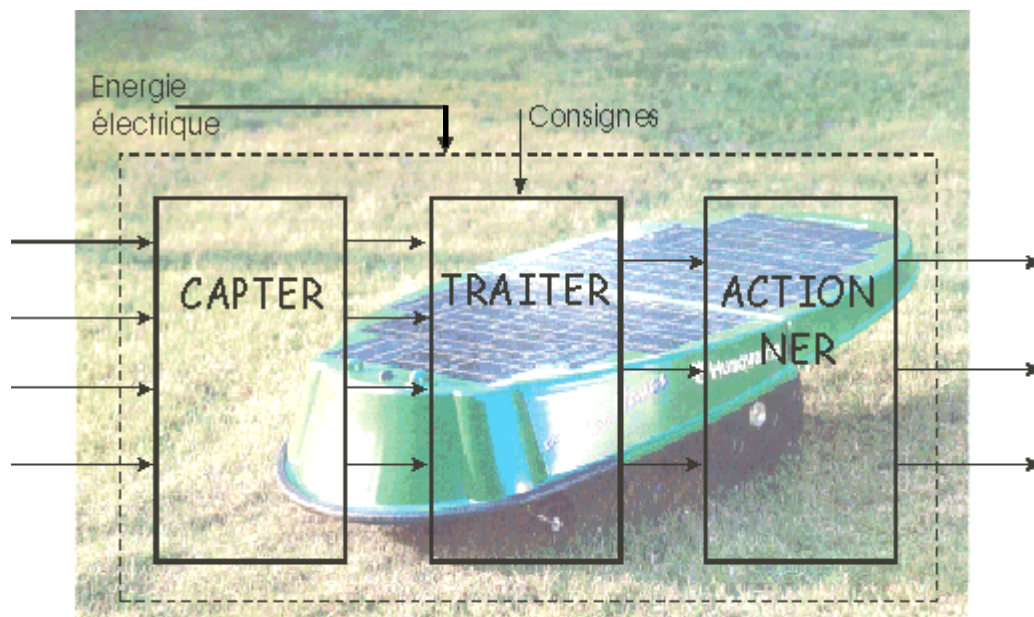 Energie
électrique
Consignes
CAPTER
TRAITER
ACTION
NER